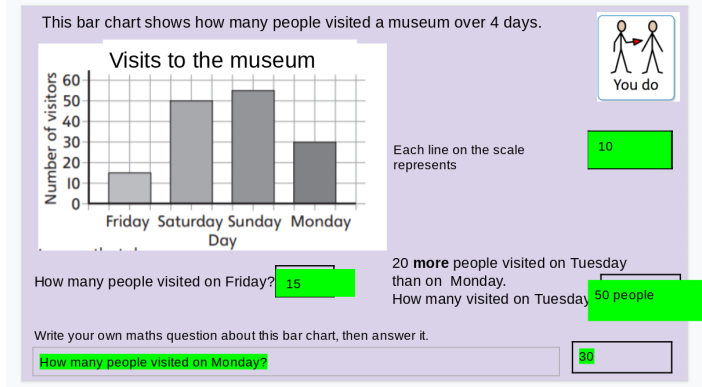 This bar chart shows how many people visited a museum over 4 days.
You do
Visits to the museum
Number of visitors
60
50
40
30
20
10
0
Friday Saturday Sunday Monday
Day
Each line on the scale
represents
10
How many people visited on Friday?
15
20 more people visited on Tuesday
than on Monday.
How many visited on Tuesday
50 people
Write your own maths question about this bar chart, then answer it.
How many people visited on Monday?
30